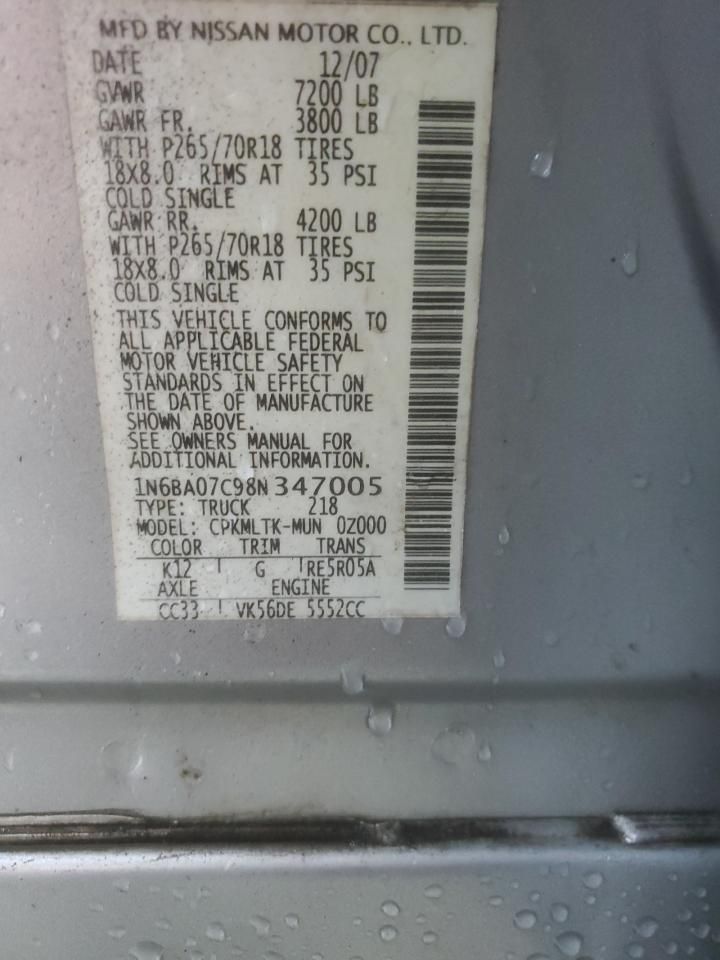 MFD BY NISSAN MOTOR CO., LTD.
DATE 12/07
GVWR 7200 LB
GAWR FR. 3800 LB
WITH P265/70R18 TIRES
18X8.0 RIMS AT 35 PSI
COLD SINGLE
GAWR RR. 4200 LB
WITH P265/70R18 TIRES
18X8.0 RIMS AT 35 PSI
COLD SINGLE
THIS VEHICLE CONFORMS TO
ALL APPLICABLE FEDERAL
MOTOR VEHICLE SAFETY
STANDARDS IN EFFECT ON
THE DATE OF MANUFACTURE
SHOWN ABOVE.
SEE OWNERS MANUAL FOR
ADDITIONAL INFORMATION.
1N6BA07C98N347005
TYPE: TRUCK 218
MODEL: CPKMLTK-MUN 0Z000
COLOR TRIM TRANS
K12 G RE5R05A
AXLE ENGINE
CC33 VK56DE 5552CC